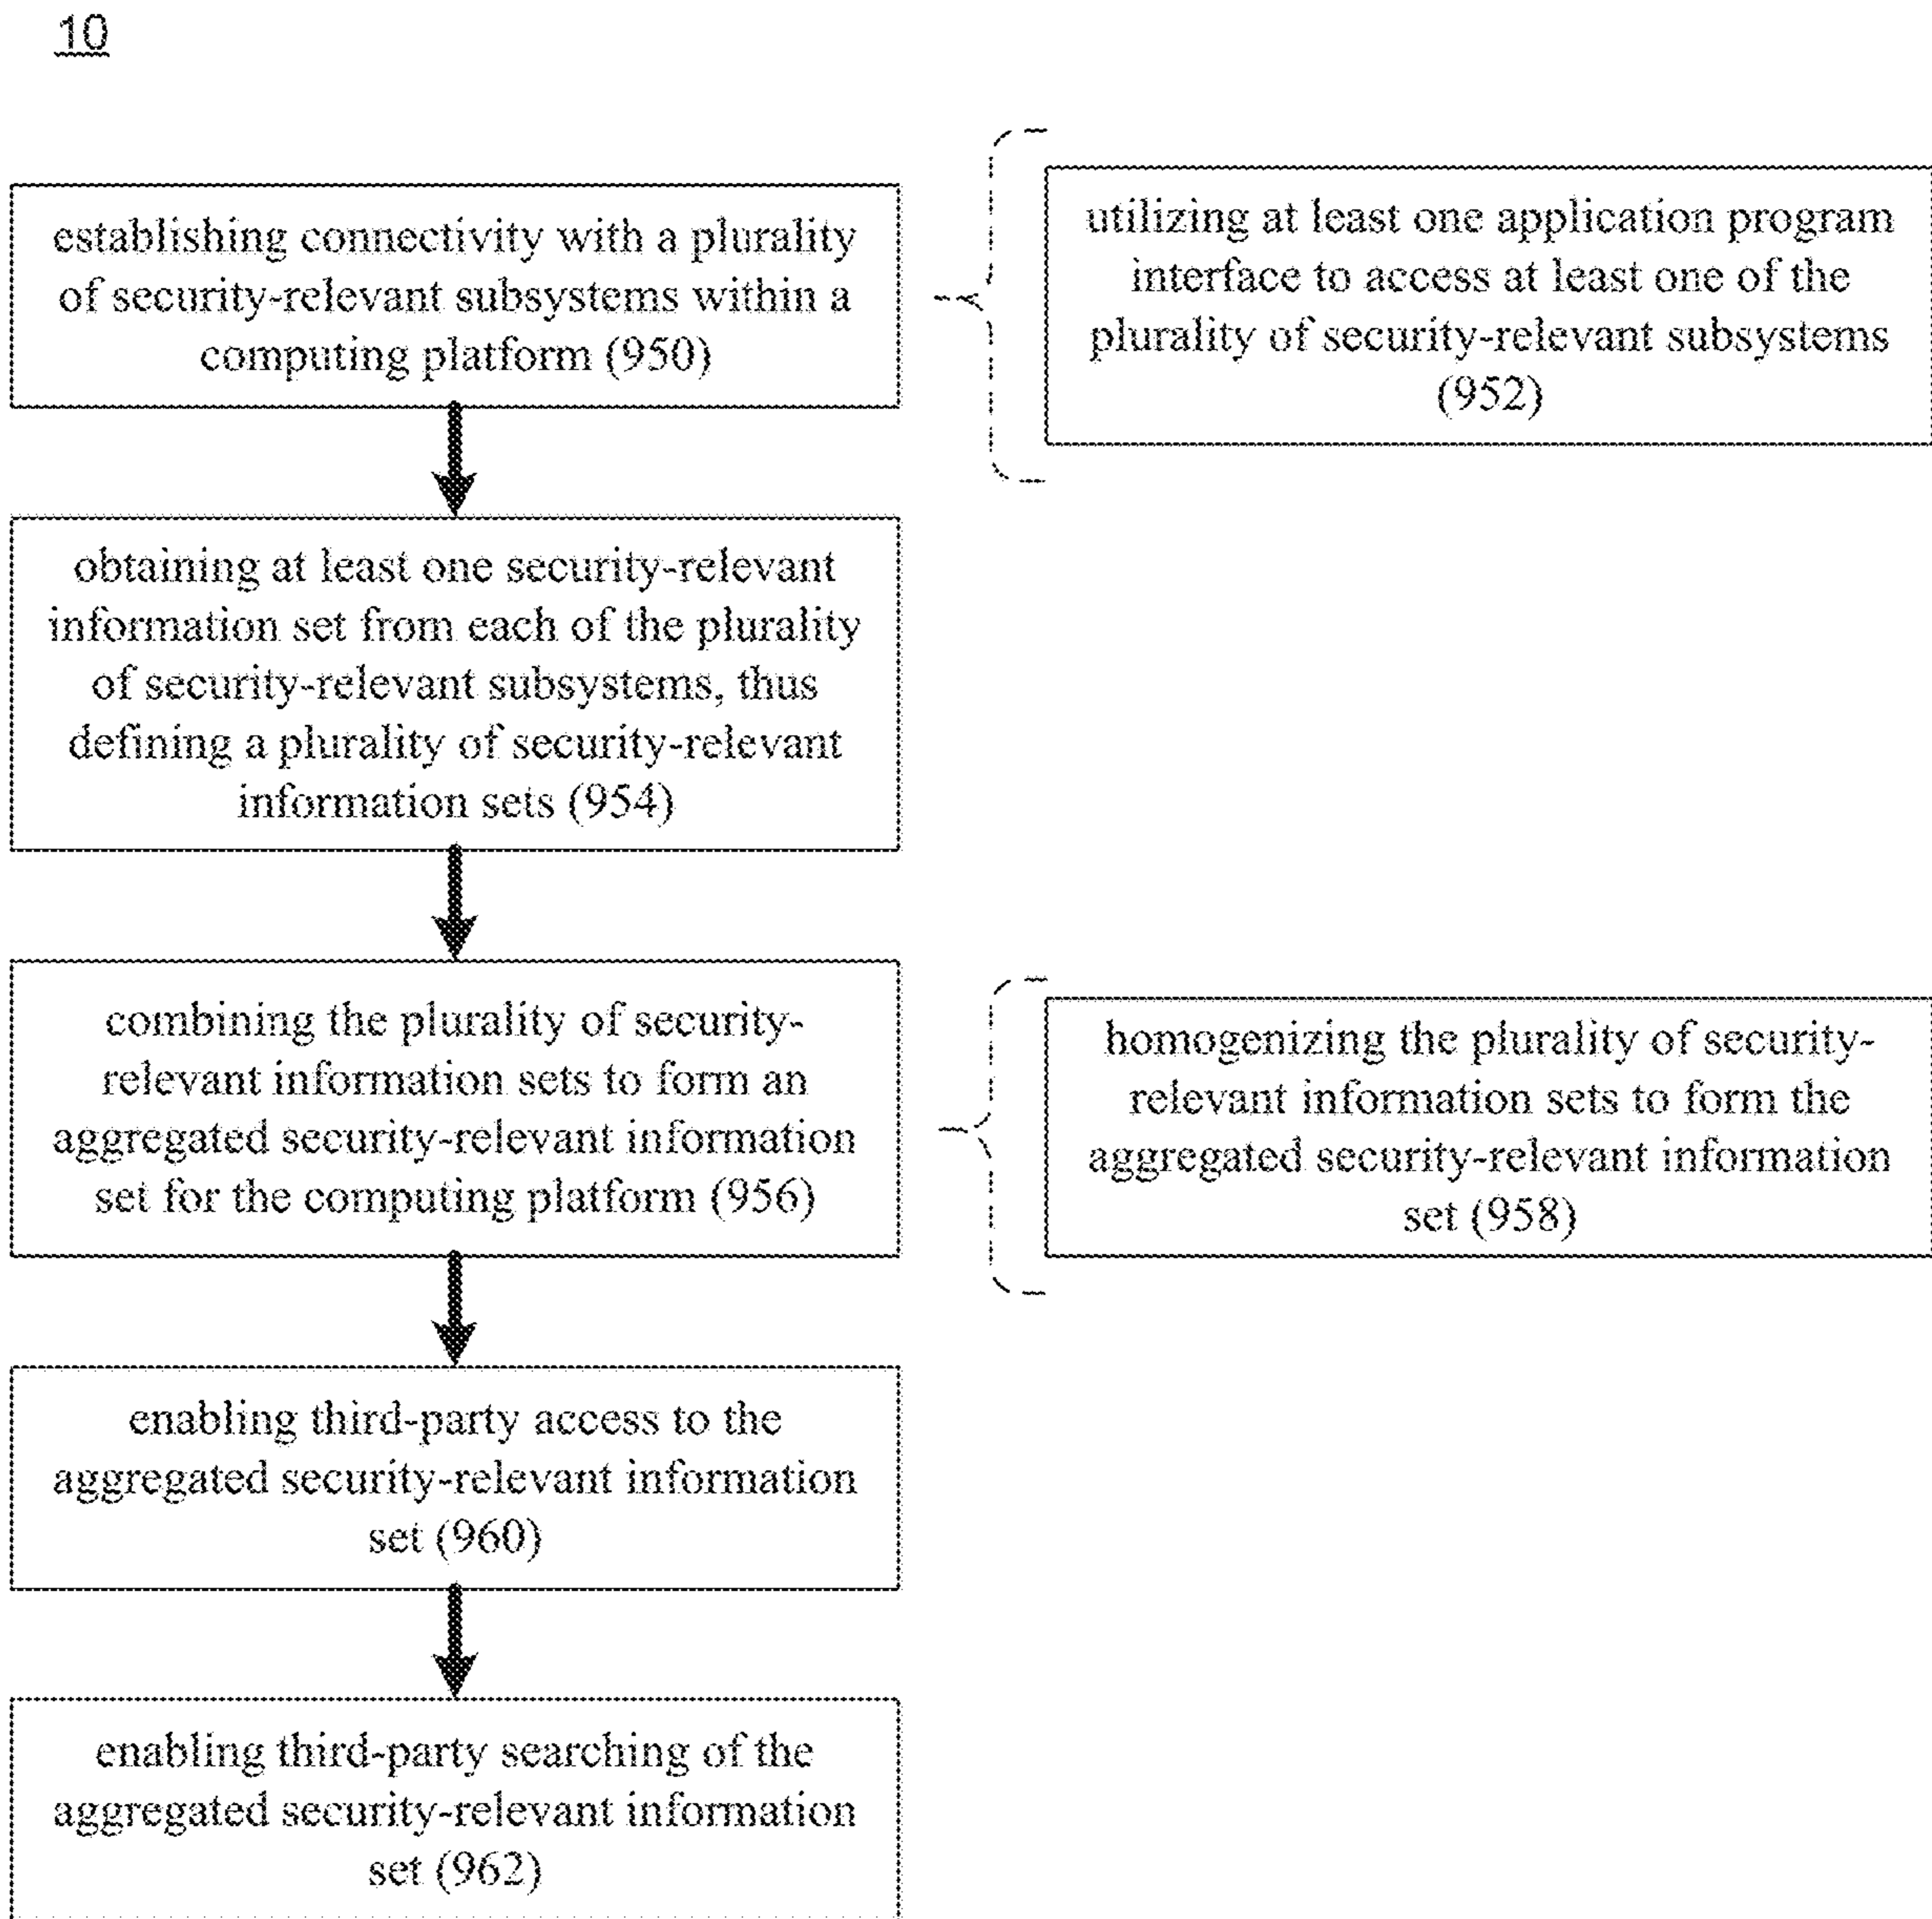 10
establishing connectivity with a plurality
of security-relevant subsystems within a
computing platform (950)
utilizing at least one application program
interface to access at least one of the
plurality of security-relevant subsystems
(952)
obtaining at least one security-relevant
information set from each of the plurality
of security-relevant subsystems, thus
defining a plurality of security-relevant
information sets (954)
combining the plurality of security-
relevant information sets to form an
aggregated security-relevant information
set for the computing platform (956)
homogenizing the plurality of security-
relevant information sets to form the
aggregated security-relevant information
set (958)
enabling third-party access to the
aggregated security-relevant information
set (960)
enabling third-party searching of the
aggregated security-relevant information
set (962)